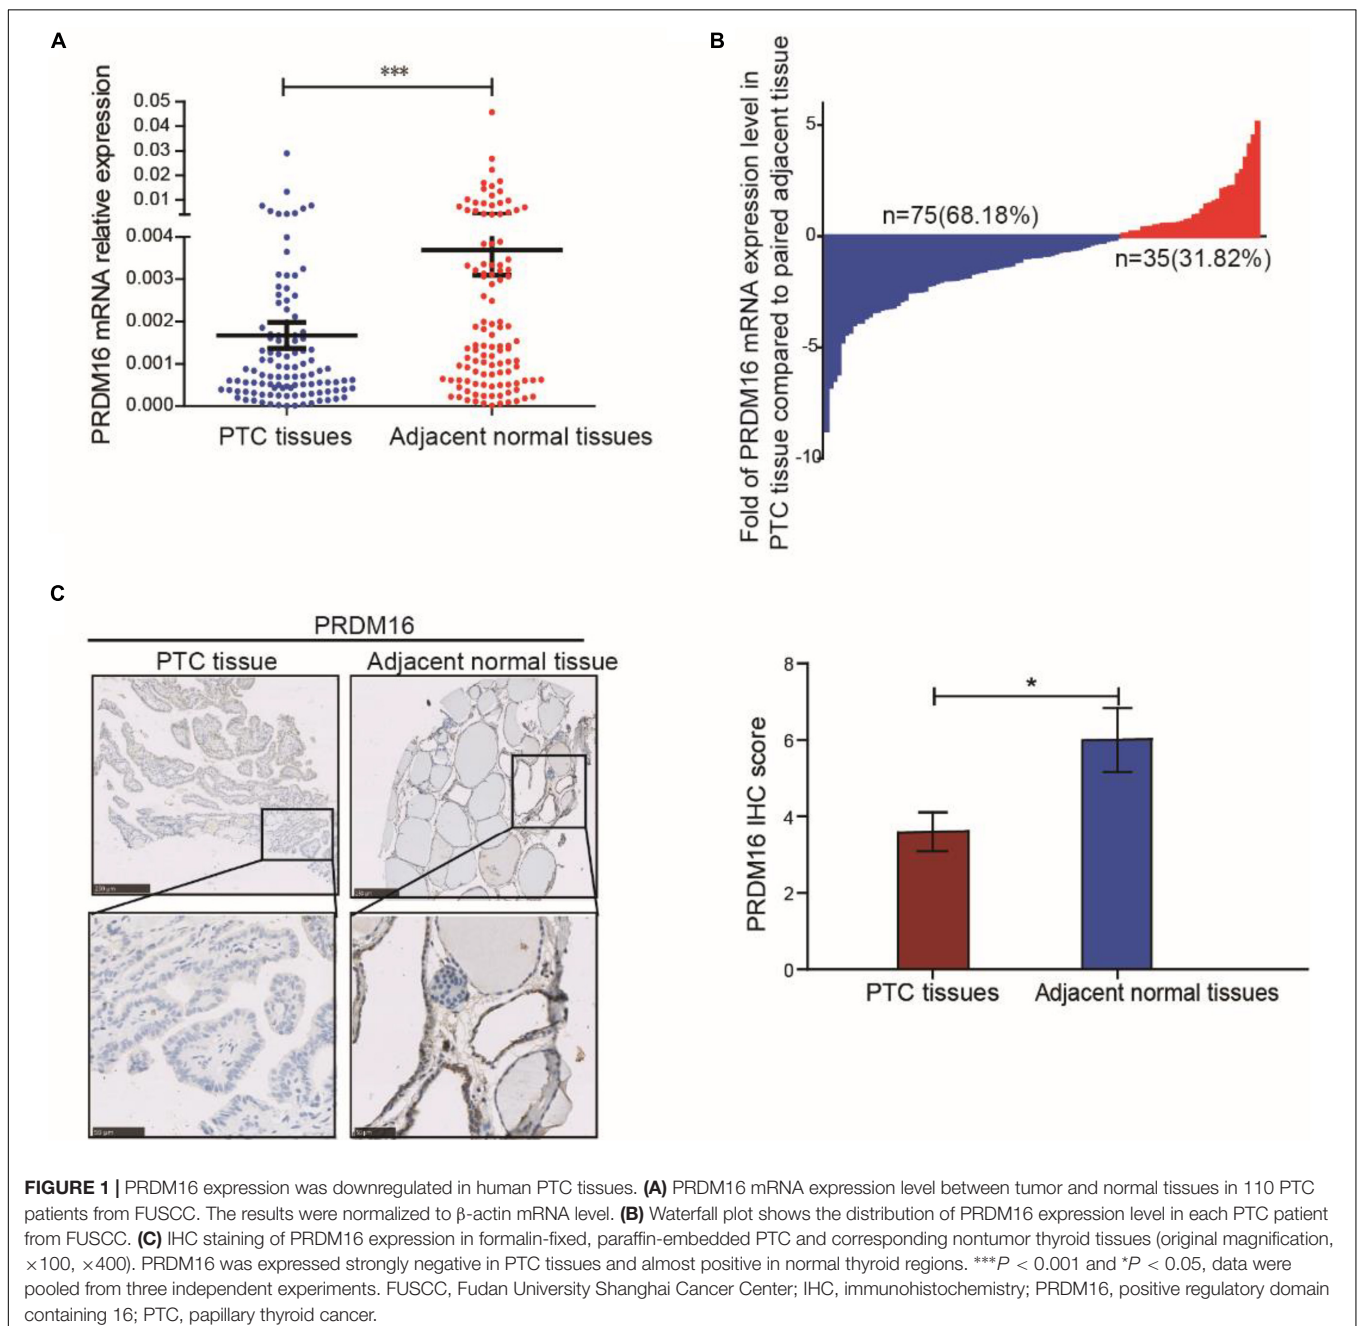 A
PRDM16 mRNA relative expression
***
0.05
0.04
0.03
0.02
0.01
0.004
0.003
0.002
0.001
0.000
PTC tissues
Adjacent normal tissues
B
Fold of PRDM16 mRNA expression level in
PTC tissue compared to paired adjacent tissue
5
0
-5
-10
n=75(68.18%)
n=35(31.82%)
C
PRDM16
PTC tissue
Adjacent normal tissue
PRDM16 IHC score
8
6
4
2
0
*
PTC tissues
Adjacent normal tissues
FIGURE 1 | PRDM16 expression was downregulated in human PTC tissues. (A) PRDM16 mRNA expression level between tumor and normal tissues in 110 PTC
patients from FUSCC. The results were normalized to β-actin mRNA level. (B) Waterfall plot shows the distribution of PRDM16 expression level in each PTC patient
from FUSCC. (C) IHC staining of PRDM16 expression in formalin-fixed, paraffin-embedded PTC and corresponding nontumor thyroid tissues (original magnification,
×100, ×400). PRDM16 was expressed strongly negative in PTC tissues and almost positive in normal thyroid regions. ***P < 0.001 and *P < 0.05, data were
pooled from three independent experiments. FUSCC, Fudan University Shanghai Cancer Center; IHC, immunohistochemistry; PRDM16, positive regulatory domain
containing 16; PTC, papillary thyroid cancer.